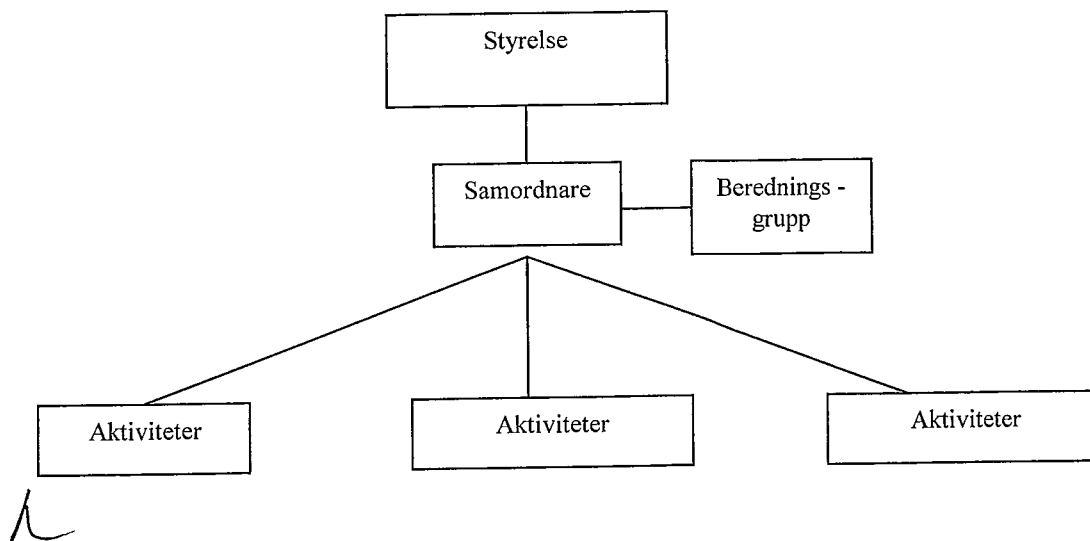 Styrelse
Samordnare
Berednings -
grupp
Aktiviteter
Aktiviteter
Aktiviteter